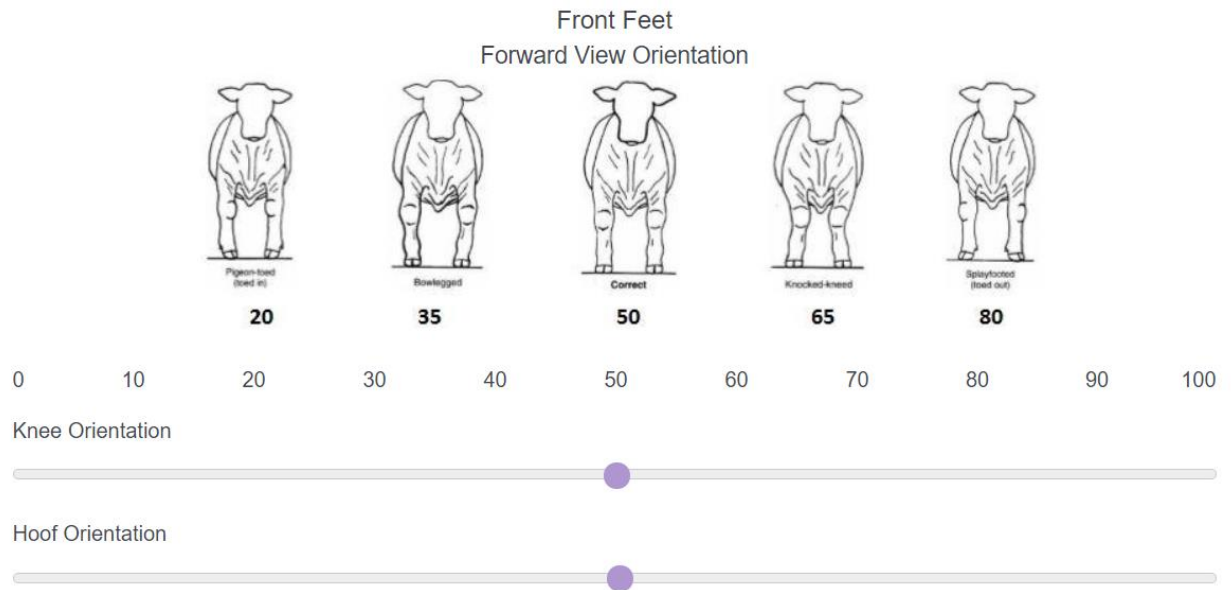 Front Feet
Forward View Orientation
Pigeon-toed
(toed in)
Bowlegged
Correct
Knocked-kneed
Splayfooted
(toed out)
20 35 50 65 80
0 10 20 30 40 50 60 70 80 90 100
Knee Orientation
Hoof Orientation